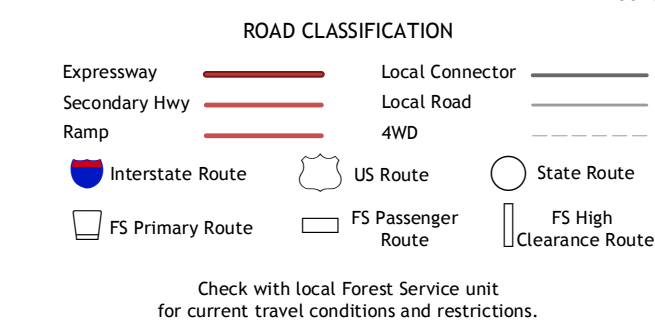 ROAD CLASSIFICATION
Expressway
Local Connector
Secondary Hwy
Local Road
Ramp
4WD
Interstate Route
US Route
State Route
FS Primary Route
FS Passenger
Route
FS High
Clearance Route
Check with local Forest Service unit
for current travel conditions and restrictions.